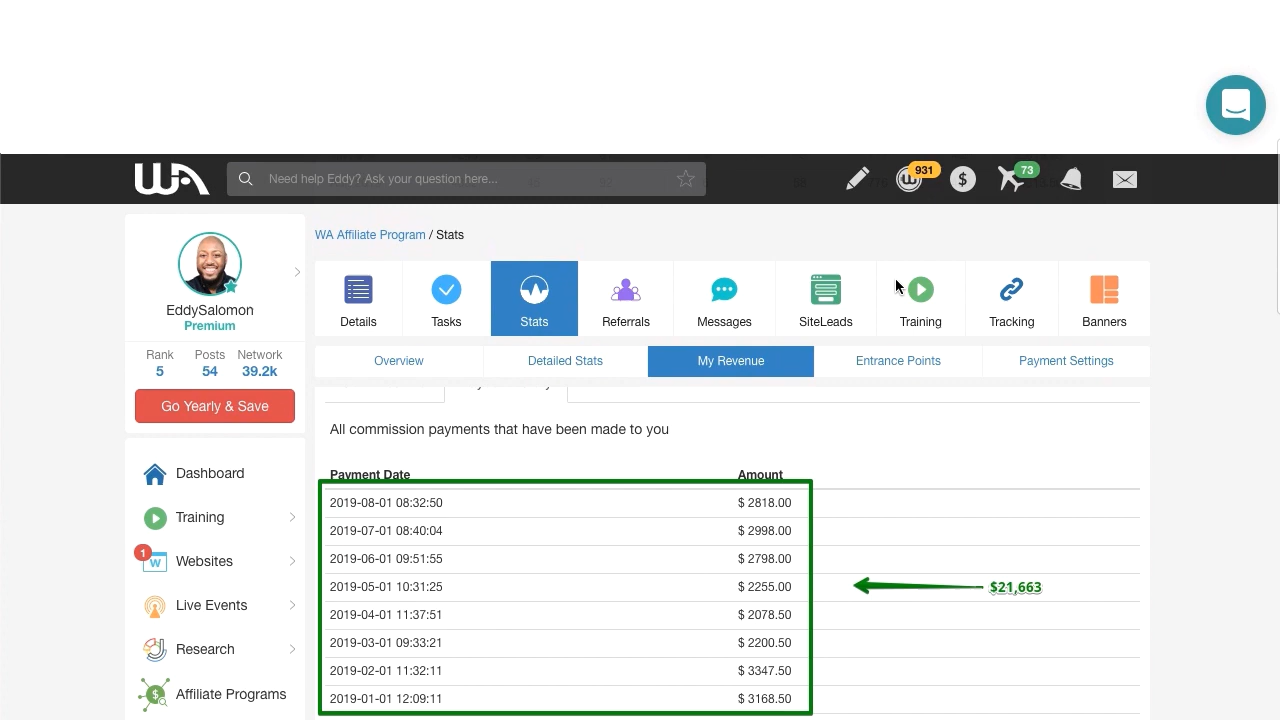 WA
Need help Eddy? Ask your question here...
931
$
73
WA Affiliate Program / Stats
EddySalomon
Premium
Rank Posts Network
5 54 39.2k
Go Yearly & Save
Dashboard
Training
1
W
Websites
Live Events
Research
$
Affiliate Programs
Details Tasks Stats Referrals Messages SiteLeads Training Tracking Banners
Overview Detailed Stats My Revenue Entrance Points Payment Settings
All commission payments that have been made to you
Payment Date Amount
2019-08-01 08:32:50 $ 2818.00
2019-07-01 08:40:04 $ 2998.00
2019-06-01 09:51:55 $ 2798.00
2019-05-01 10:31:25 $ 2255.00
$21,663
2019-04-01 11:37:51 $ 2078.50
2019-03-01 09:33:21 $ 2200.50
2019-02-01 11:32:11 $ 3347.50
2019-01-01 12:09:11 $ 3168.50